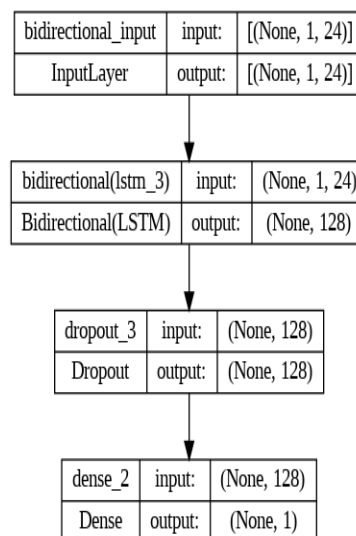 bidirectional_input input: [(None, 1, 24)]
InputLayer output: [(None, 1, 24)]
bidirectional(lstm_3) input: (None, 1, 24)
Bidirectional(LSTM) output: (None, 128)
dropout_3 input: (None, 128)
Dropout output: (None, 128)
dense_2 input: (None, 128)
Dense output: (None, 1)